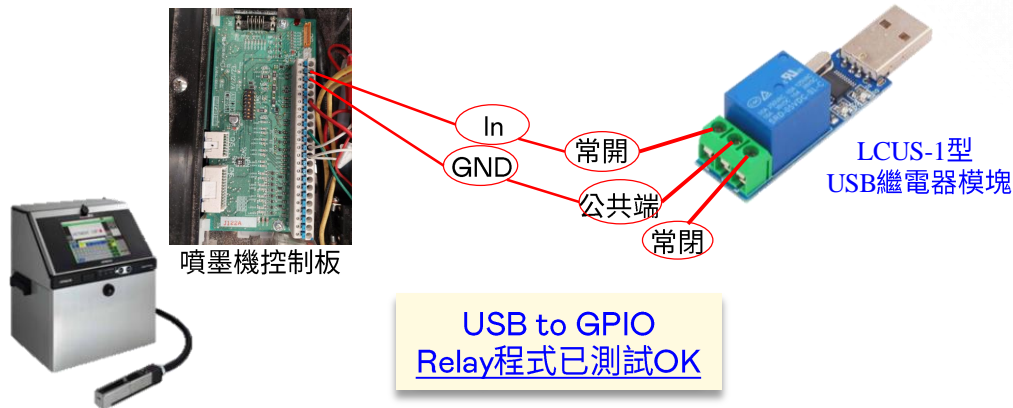 In
GND
常開
公共端
常閉
LCUS-1型
USB繼電器模塊
噴墨機控制板
USB to GPIO
Relay程式已測試OK